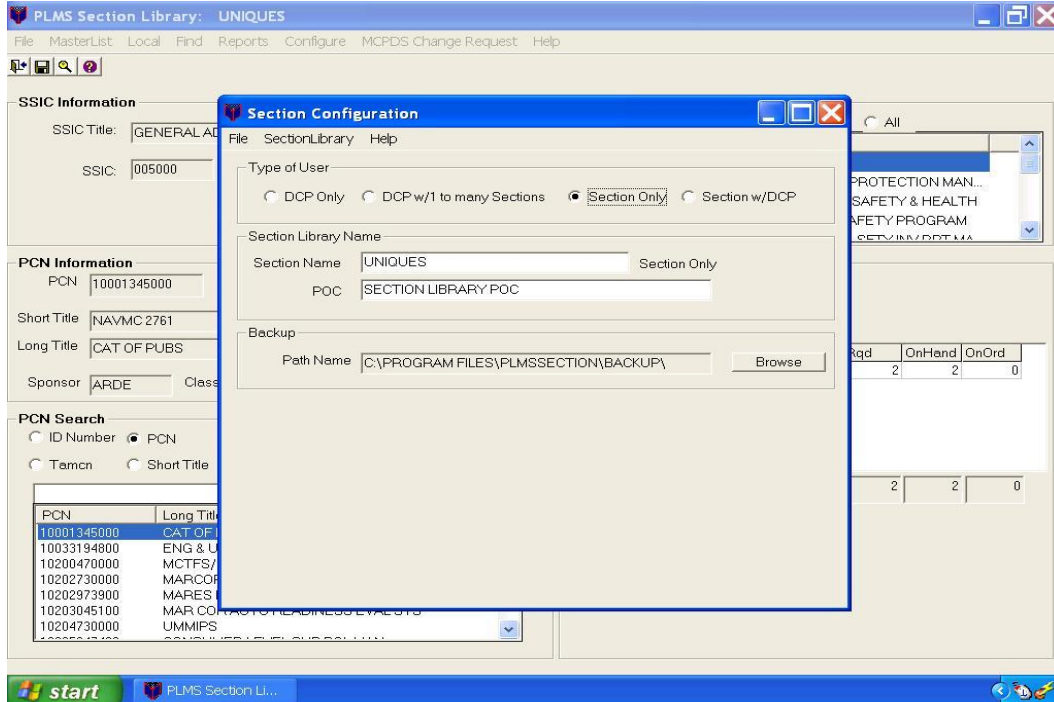 PLMS Section Library: UNIQUES
File MasterList Local Find Reports Configure MCPDS Change Request Help
SSIC Information
SSIC Title: GENERAL AD
SSIC: 005000
All
PROTECTION MAN...
SAFETY & HEALTH
AFETY PROGRAM
PCN Information
PCN 10001345000
Short Title NAVMC 2761
Long Title CAT OF PUBS
Sponsor ARDE Class
Rqd OnHand OnOrd
2 2 0
2 2 0
PCN Search
ID Number PCN
Tamcn Short Title
PCN Long Title
10001345000 CAT OF
10033194800 ENG & U
10200470000 MCTFS/
10202730000 MARCOR
10202973900 MARES
10203045100 MAR COR AUTO READINESS EVAL SYS
10204730000 UMMIPS
Section Configuration
File SectionLibrary Help
Type of User
DCP Only DCP w/1 to many Sections Section Only Section w/DCP
Section Library Name
Section Name UNIQUES Section Only
POC SECTION LIBRARY POC
Backup
Path Name C:\PROGRAM FILES\PLMSSECTION\BACKUP\ Browse
start PLMS Section Li...